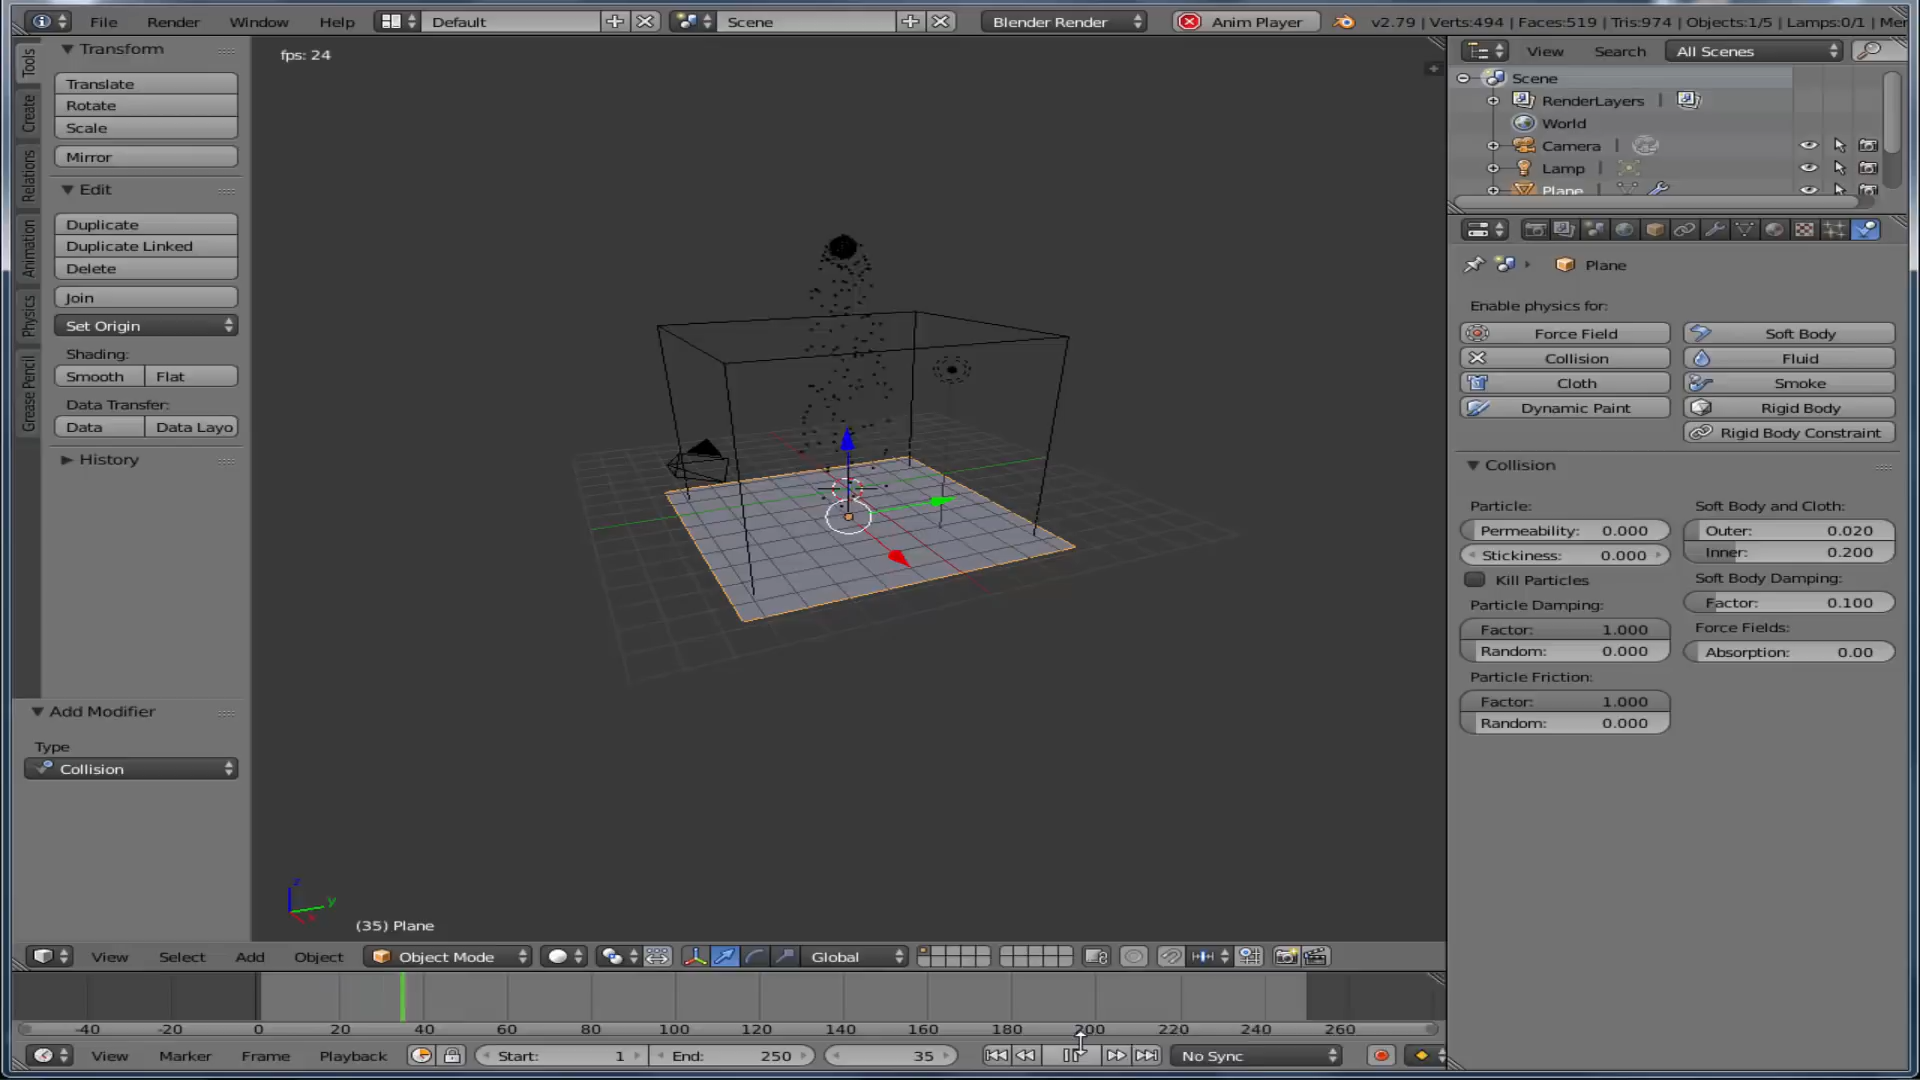 File Render Window Help Default Scene Blender Render Anim Player v2.79 | Verts:494 | Faces:519 | Tris:974 | Objects:1/5 | Lamps:0/1 | Mer
Tools
Create
Relations
Animation
Physics
Grease Pencil
Transform
Translate
Rotate
Scale
Mirror
Edit
Duplicate
Duplicate Linked
Delete
Join
Set Origin
Shading:
Smooth Flat
Data Transfer:
Data Data Layo
History
Add Modifier
Type
Collision
fps: 24
z
y
x
(35) Plane
View Select Add Object Object Mode Global
-40 -20 0 20 40 60 80 100 120 140 160 180 200 220 240 260
View Marker Frame Playback Start: 1 End: 250 35 No Sync
View Search All Scenes
Scene
RenderLayers
World
Camera
Lamp
Plane
Plane
Enable physics for:
Force Field Soft Body
Collision Fluid
Cloth Smoke
Dynamic Paint Rigid Body
Rigid Body Constraint
Collision
Particle: Soft Body and Cloth:
Permeability: 0.000 Outer: 0.020
Stickiness: 0.000 Inner: 0.200
Kill Particles Soft Body Damping:
Particle Damping: Factor: 0.100
Factor: 1.000 Force Fields:
Random: 0.000 Absorption: 0.00
Particle Friction:
Factor: 1.000
Random: 0.000